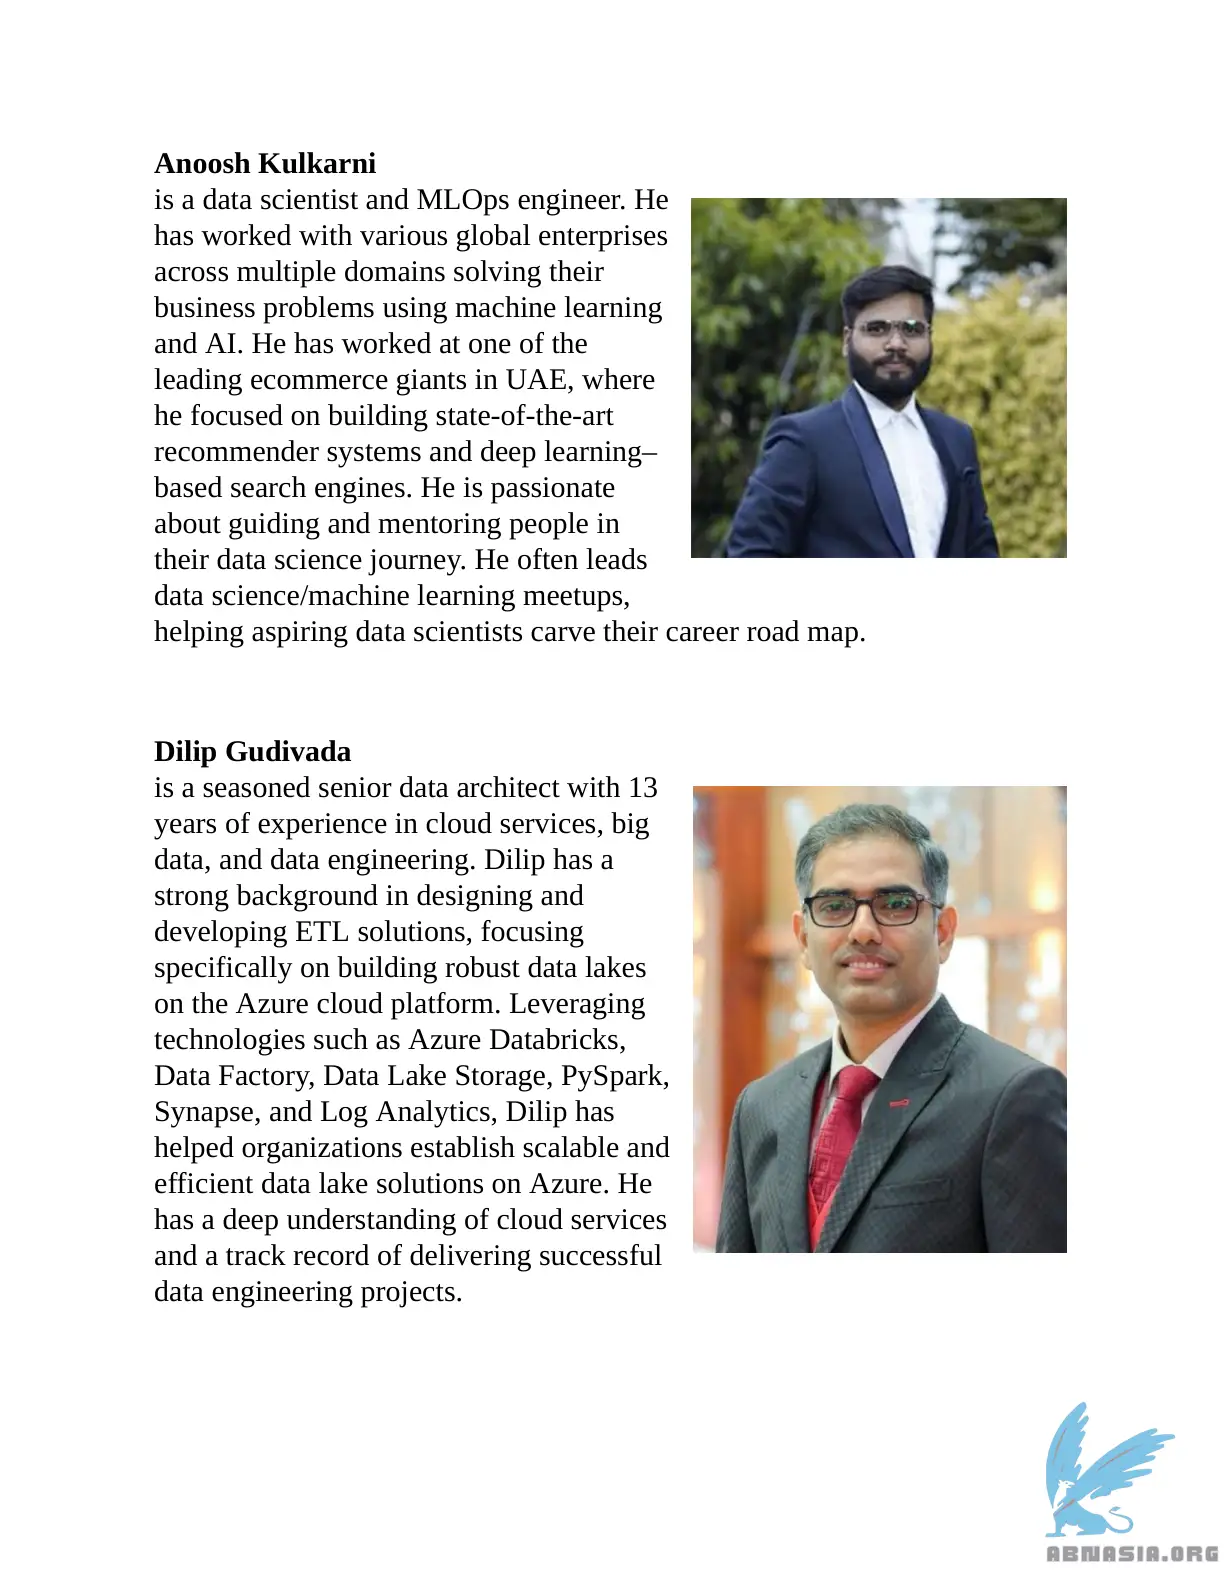 Anoosh Kulkarni
is a data scientist and MLOps engineer. He
has worked with various global enterprises
across multiple domains solving their
business problems using machine learning
and AI. He has worked at one of the
leading ecommerce giants in UAE, where
he focused on building state-of-the-art
recommender systems and deep learning–
based search engines. He is passionate
about guiding and mentoring people in
their data science journey. He often leads
data science/machine learning meetups,
helping aspiring data scientists carve their career road map.
Dilip Gudivada
is a seasoned senior data architect with 13
years of experience in cloud services, big
data, and data engineering. Dilip has a
strong background in designing and
developing ETL solutions, focusing
specifically on building robust data lakes
on the Azure cloud platform. Leveraging
technologies such as Azure Databricks,
Data Factory, Data Lake Storage, PySpark,
Synapse, and Log Analytics, Dilip has
helped organizations establish scalable and
efficient data lake solutions on Azure. He
has a deep understanding of cloud services
and a track record of delivering successful
data engineering projects.
ABNASIA.ORG